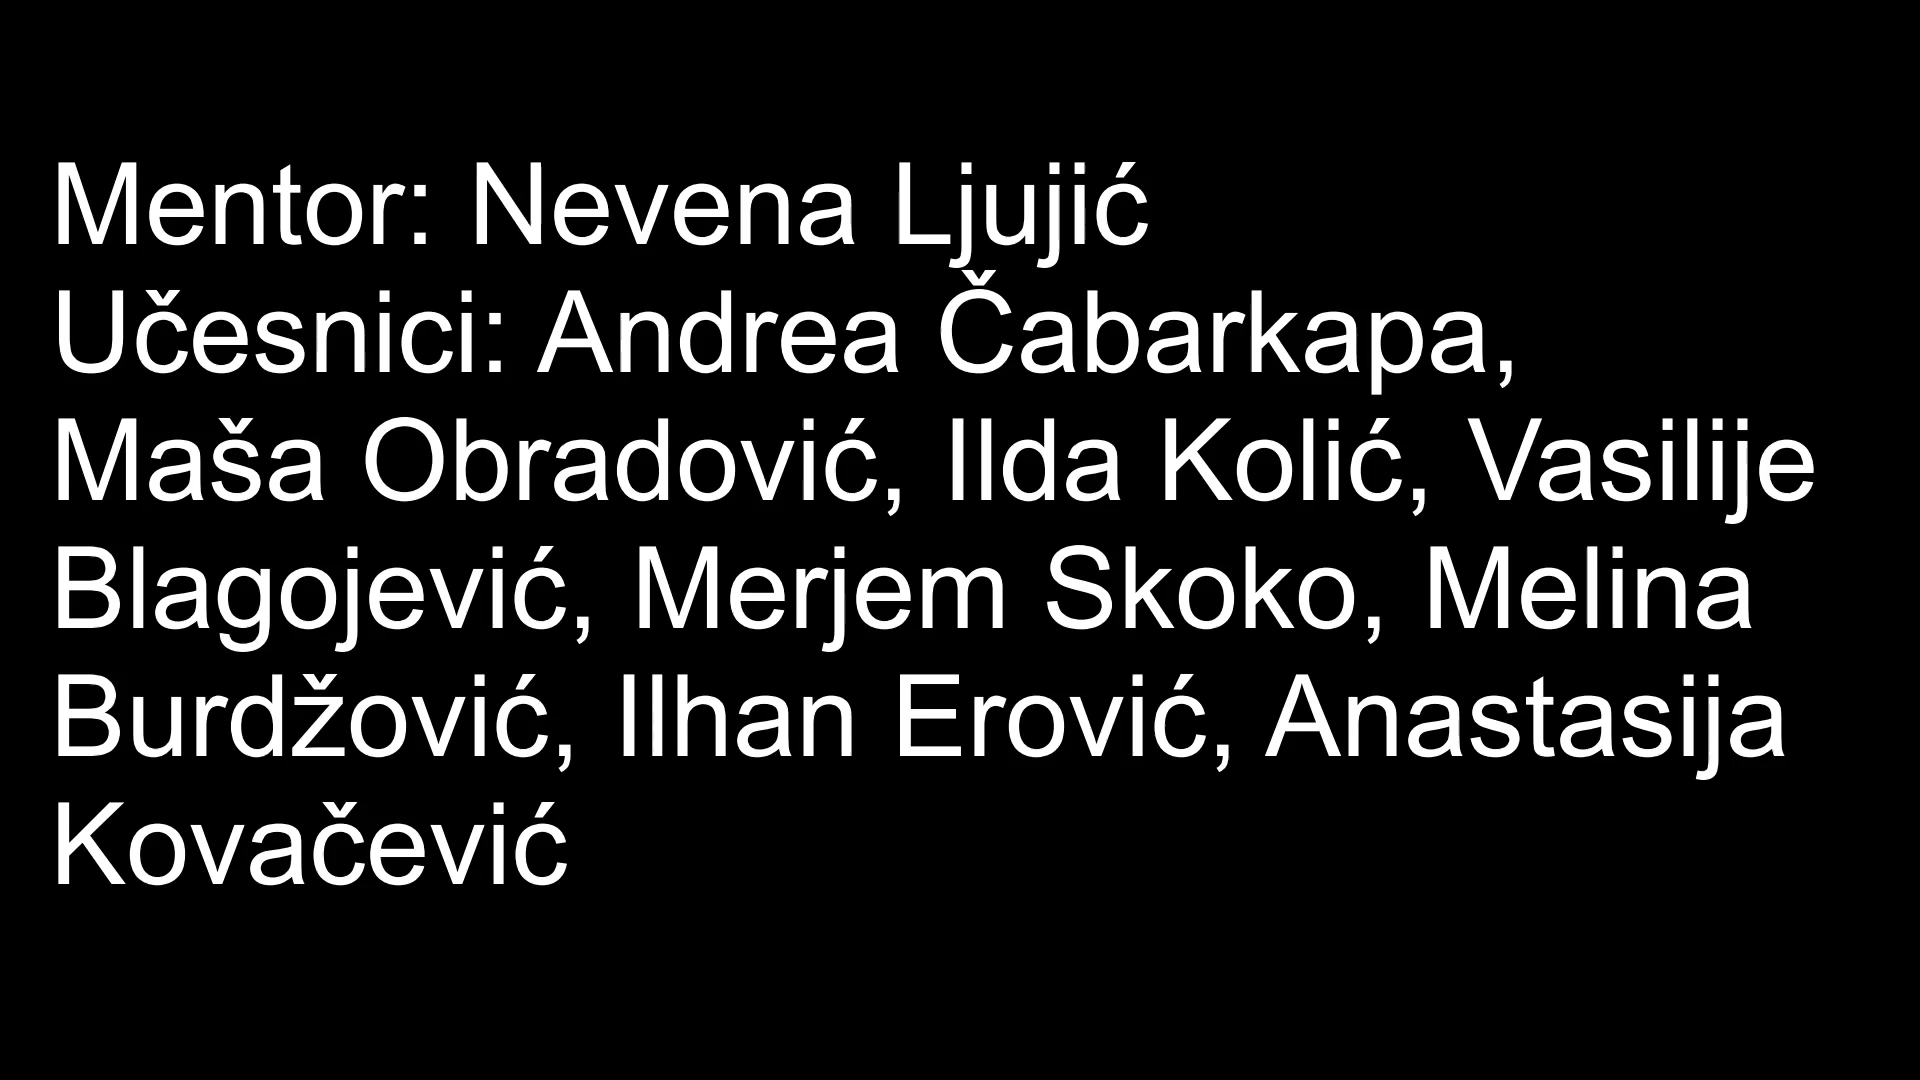 Mentor: Nevena Ljujić
Učesnici: Andrea Čabarkapa,
Maša Obradović, Ilda Kolić, Vasilije
Blagojević, Merjem Skoko, Melina
Burdžović, Ilhan Erović, Anastasija
Kovačević